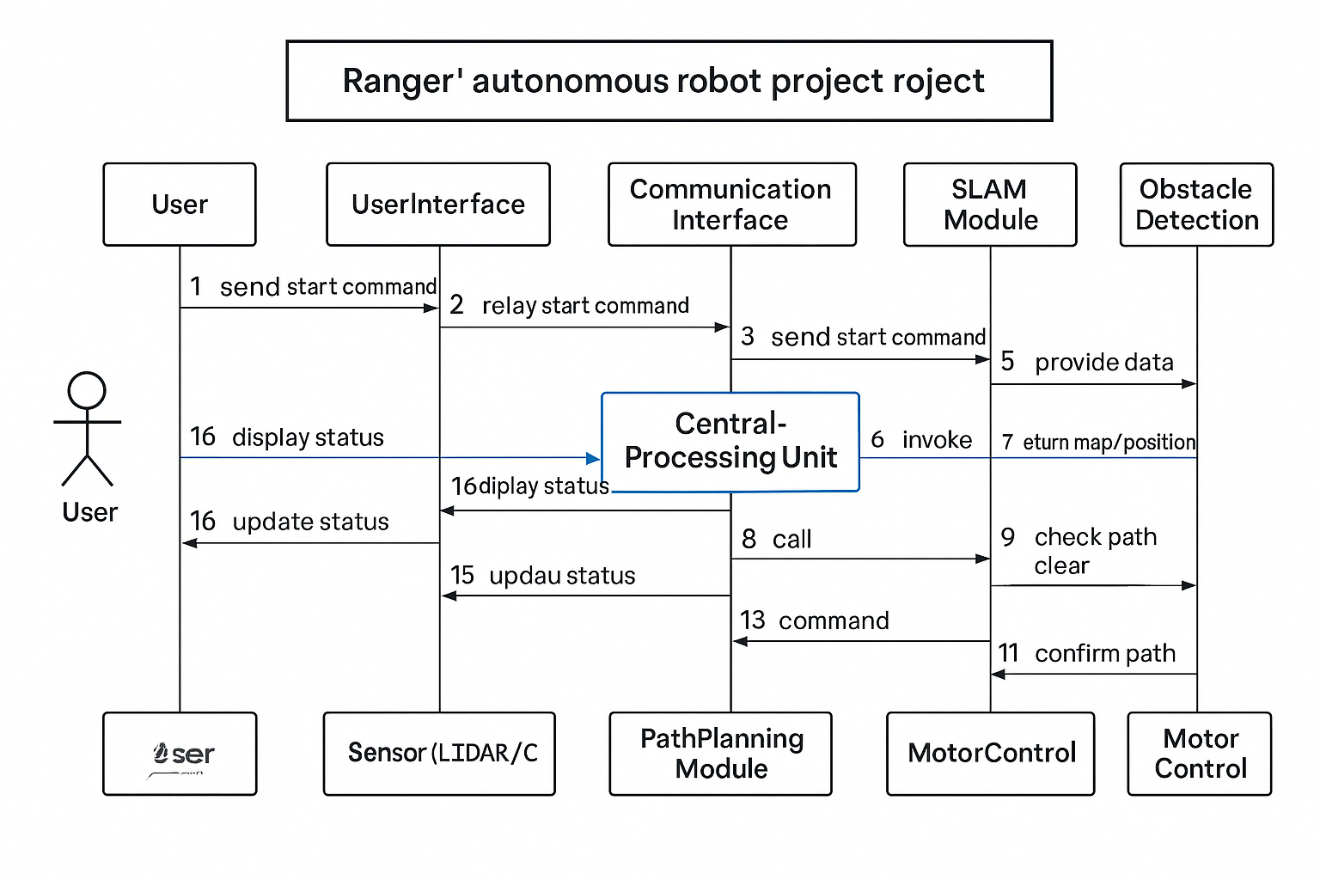 Ranger' autonomous robot project roject
User
UserInterface
Communication
Interface
SLAM
Module
Obstacle
Detection
1 send start command
2 relay start command
3 send start command
5 provide data
Central-
Processing Unit
16 display status
6 invoke
7 eturn map/position
16diplay status
User
16 update status
8 call
9 check path
clear
15 updau status
13 command
11 confirm path
ser
Sensor (LIDAR/C
PathPlanning
Module
MotorControl
Motor
Control